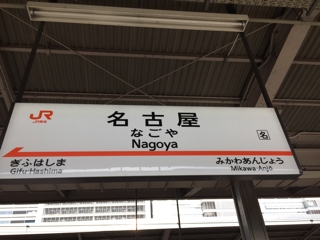 JR
JR東海
名古屋
なごや
Nagoya
名
ぎふはしま
Gifu-Hashima
みかわあんじょう
Mikawa-Anjō